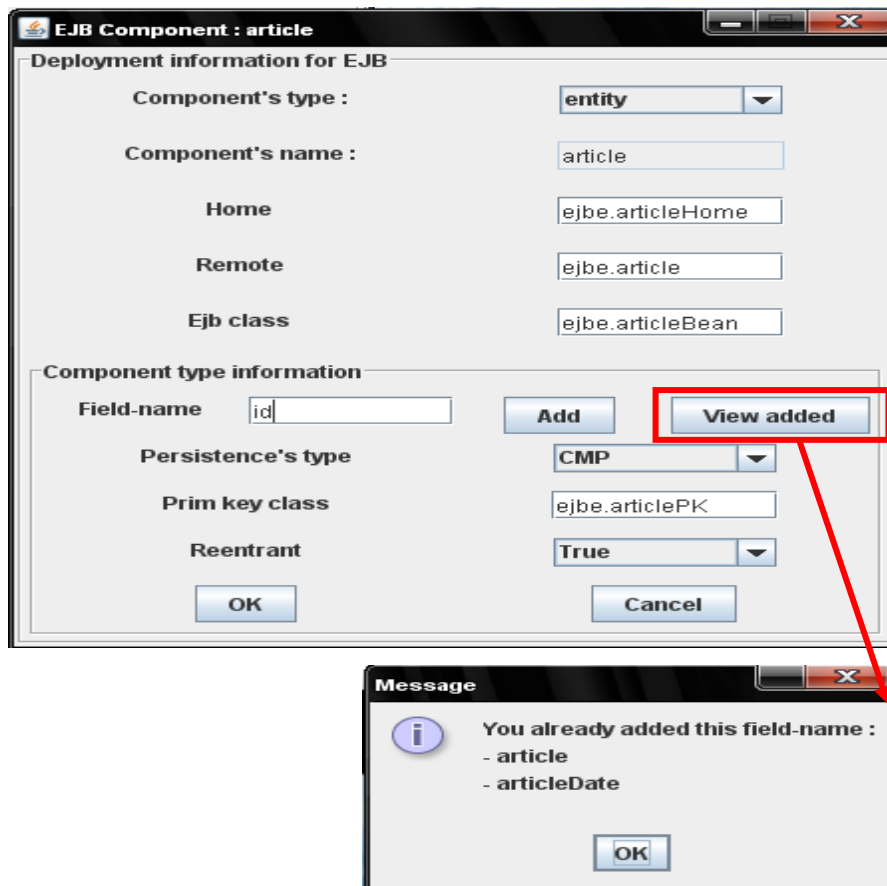 EJB Component : article
Deployment information for EJB
Component's type : entity
Component's name : article
Home ejbe.articleHome
Remote ejbe.article
Ejb class ejbe.articleBean
Component type information
Field-name id Add View added
Persistence's type CMP
Prim key class ejbe.articlePK
Reentrant True
OK Cancel
Message
You already added this field-name :
- article
- articleDate
OK